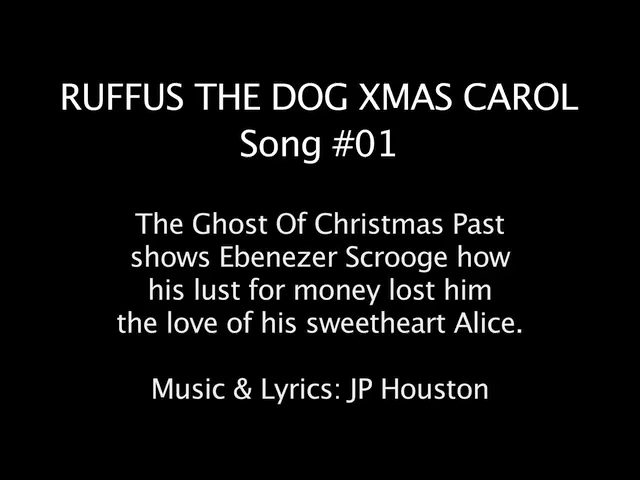 RUFFUS THE DOG XMAS CAROL
Song #01
The Ghost Of Christmas Past
shows Ebenezer Scrooge how
his lust for money lost him
the love of his sweetheart Alice.
Music & Lyrics: JP Houston